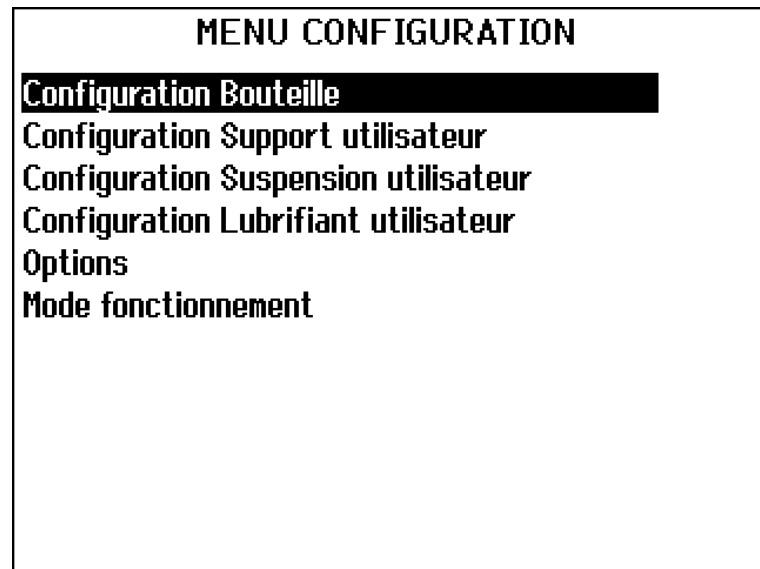 MENU CONFIGURATION
Configuration Bouteille
Configuration Support utilisateur
Configuration Suspension utilisateur
Configuration Lubrifiant utilisateur
Options
Mode fonctionnement